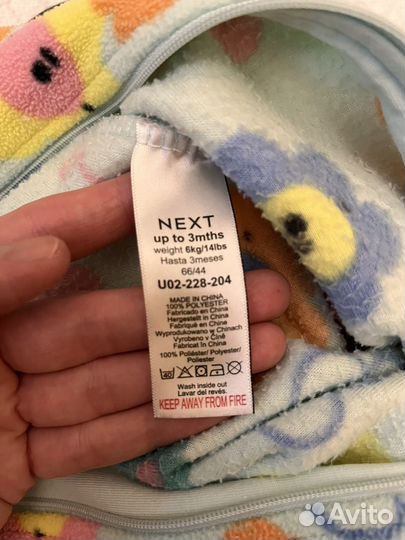 NEXT
up to 3mths
weight 6kg/14lbs
Hasta 3meses
66/44
U02-228-204
MADE IN CHINA
100% POLYESTER
Fabricado en China
Hergestellt in China
Fabriqué en Chine
Wyprodukowano w Chinach
Vyrobeno v Číně
Fabricat în China
100% Poliéster/ Polyester/
Poliester
40
Wash inside out
Lavar del revés.
KEEP AWAY FROM FIRE
Avito